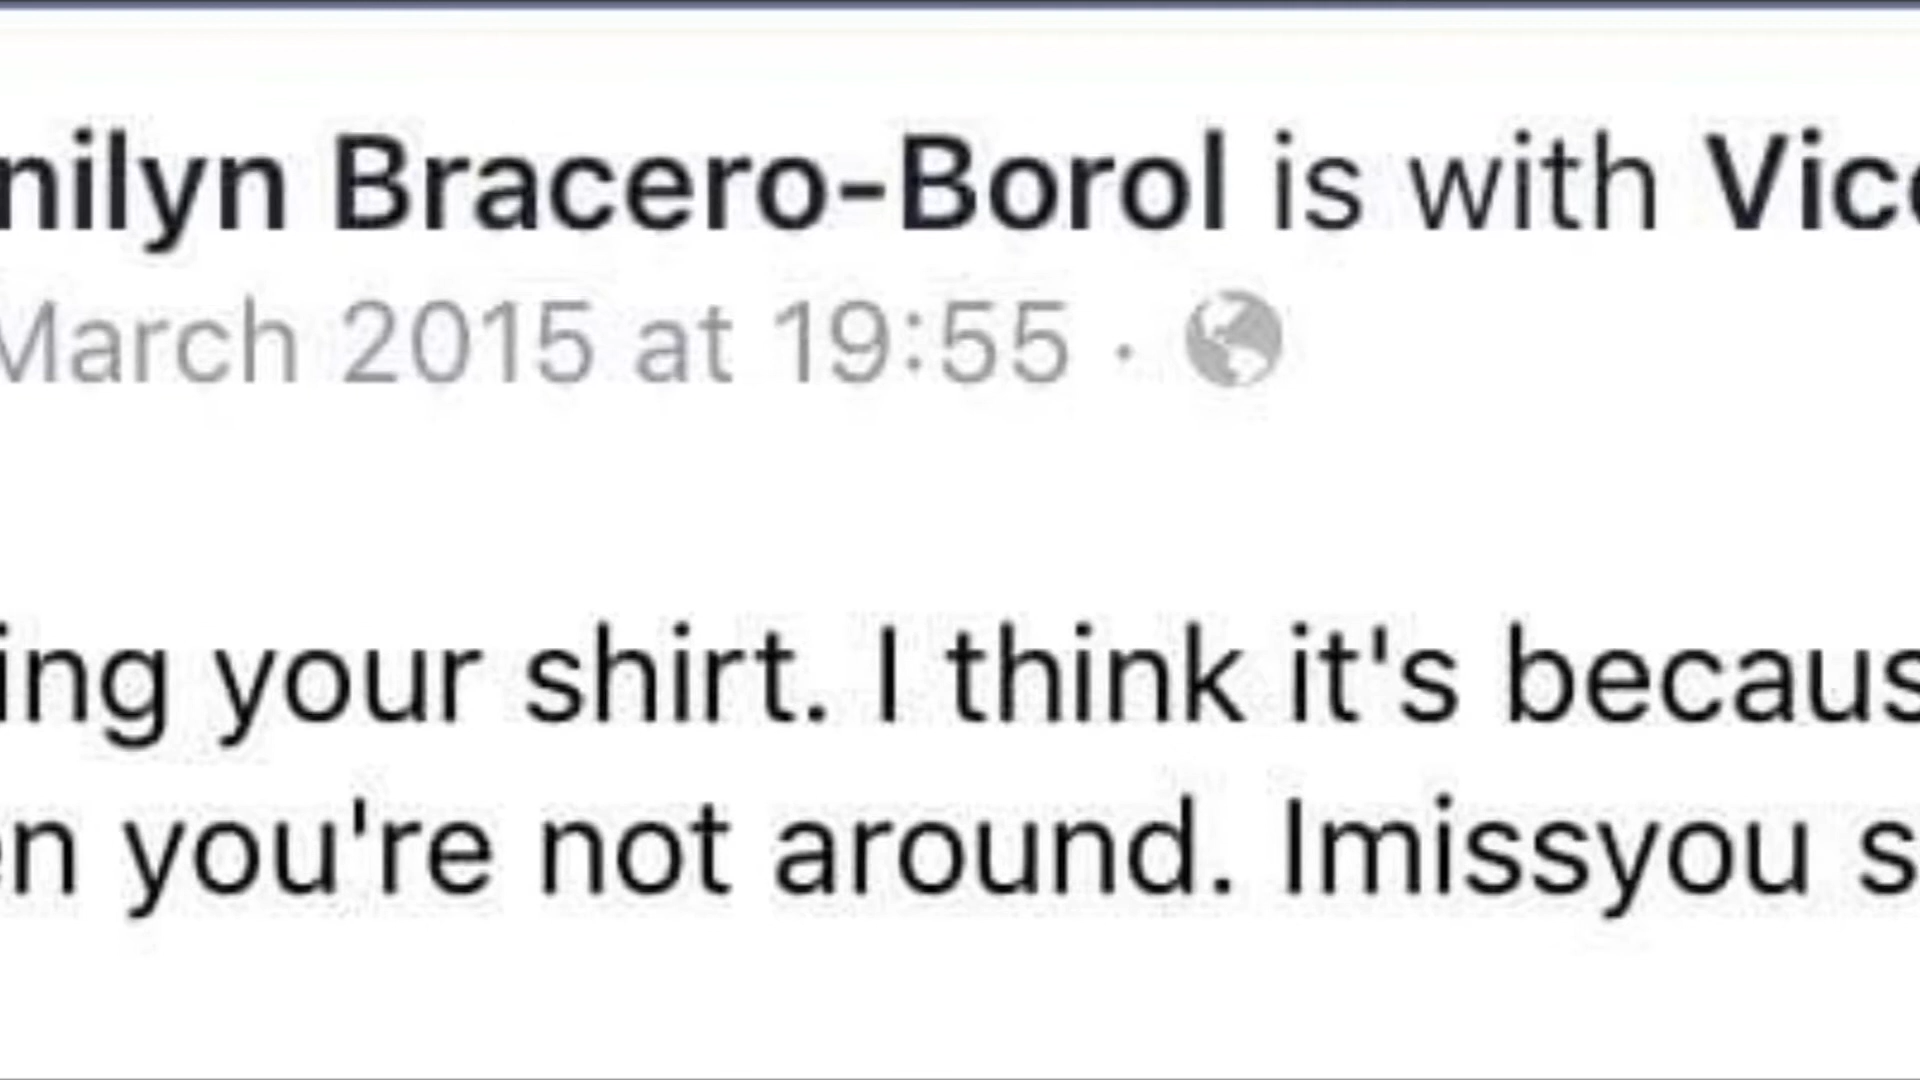 nilyn Bracero-Borol is with Vic
March 2015 at 19:55 ·
ing your shirt. I think it's becaus
en you're not around. Imissyou s